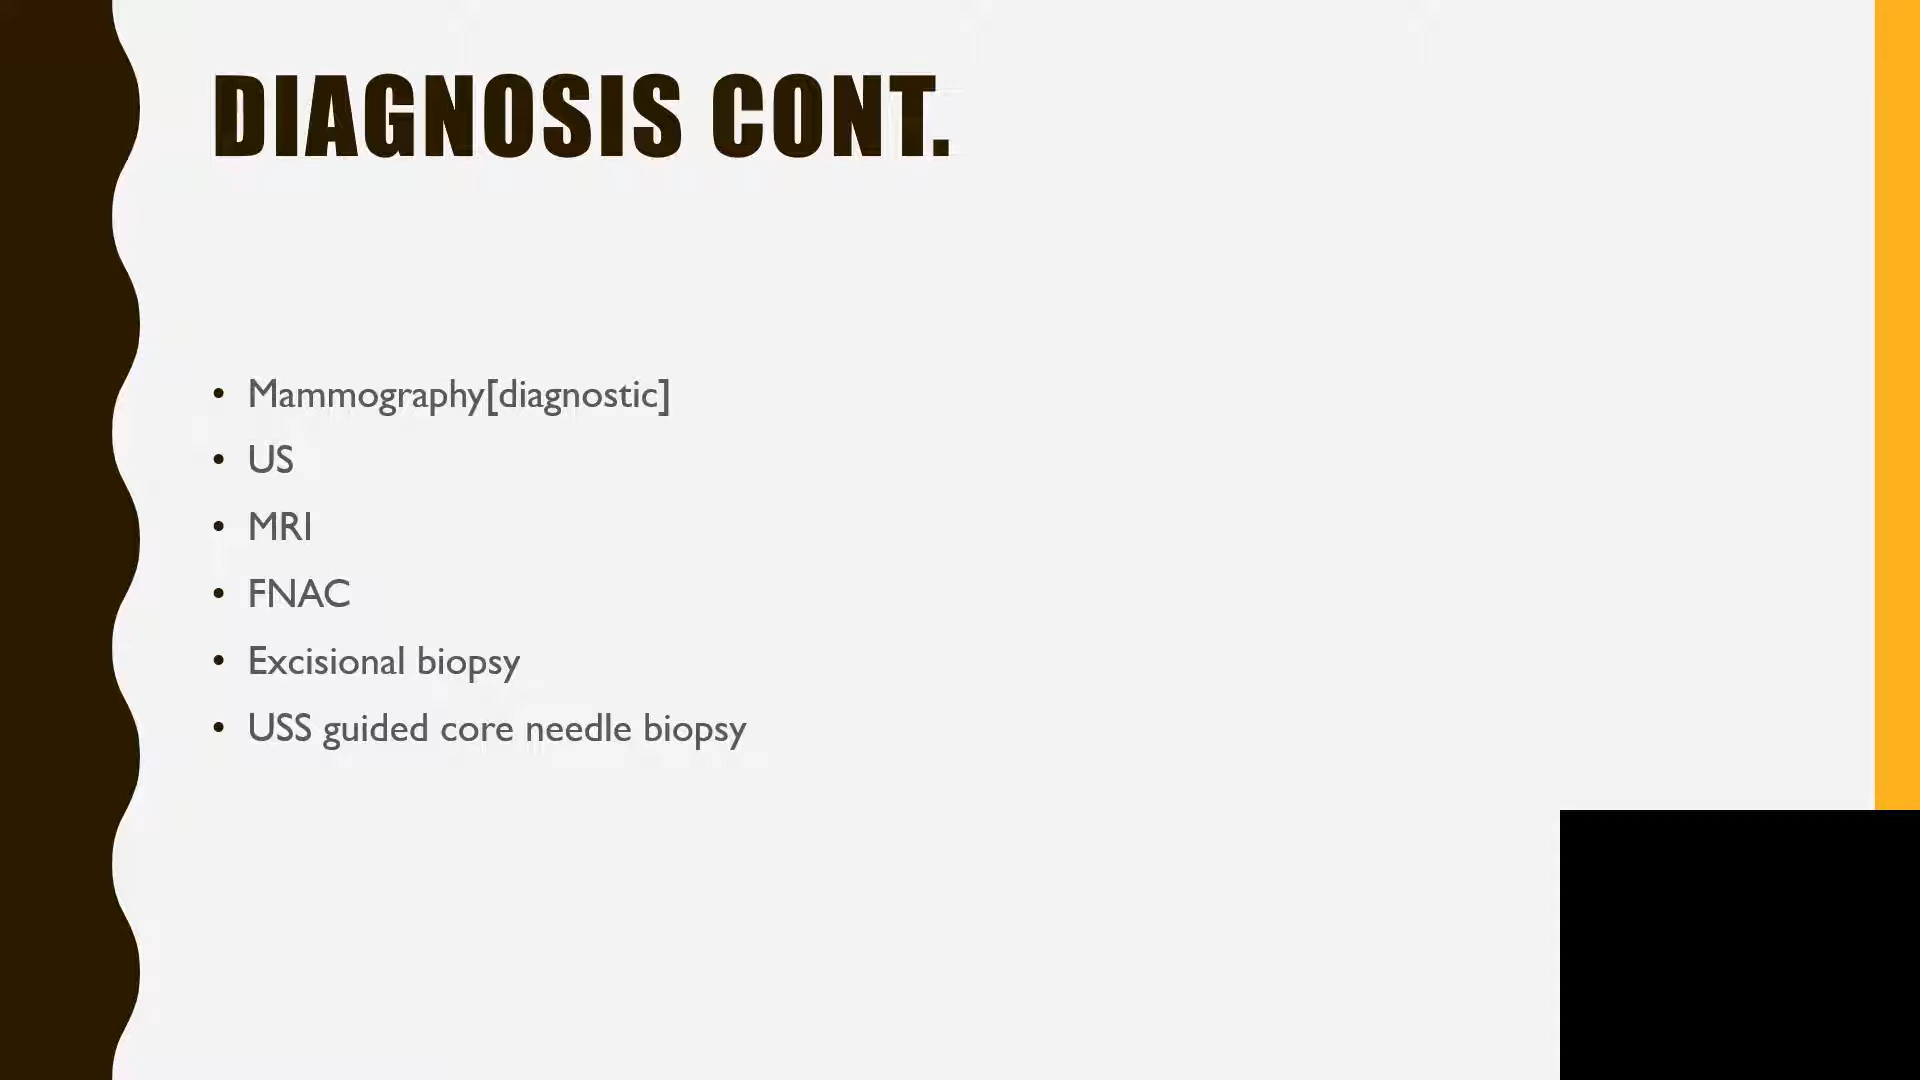 DIAGNOSIS CONT.
• Mammography[diagnostic]
• US
• MRI
• FNAC
• Excisional biopsy
• USS guided core needle biopsy